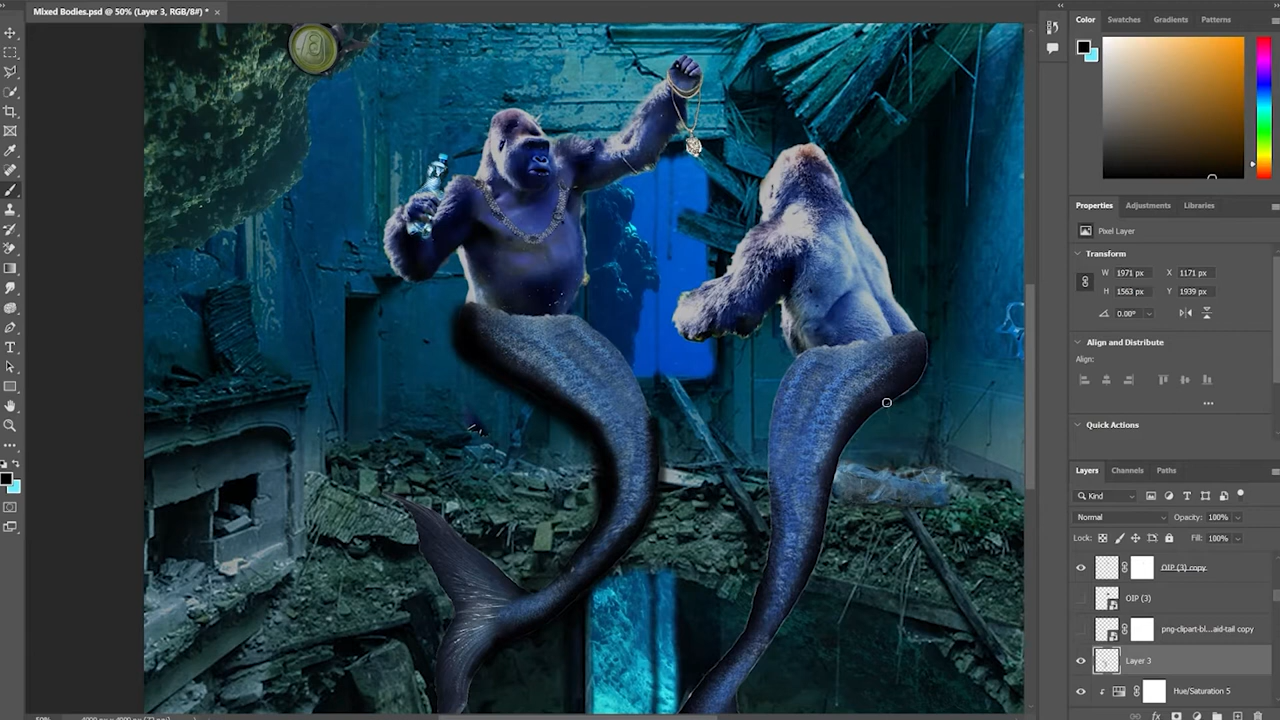 Mixed Bodies.psd @ 50% (Layer 3, RGB/8#) * ×
Color Swatches Gradients Patterns
Properties Adjustments Libraries
Pixel Layer
Transform
W 1971 px X 1171 px
H 1563 px Y 1939 px
0.00°
Align and Distribute
Align:
Quick Actions
Layers Channels Paths
Kind
Normal Opacity: 100%
Lock: Fill: 100%
OIP (3) copy
OIP (3)
png-clipart-bl...aid-tail copy
Layer 3
Hue/Saturation 5